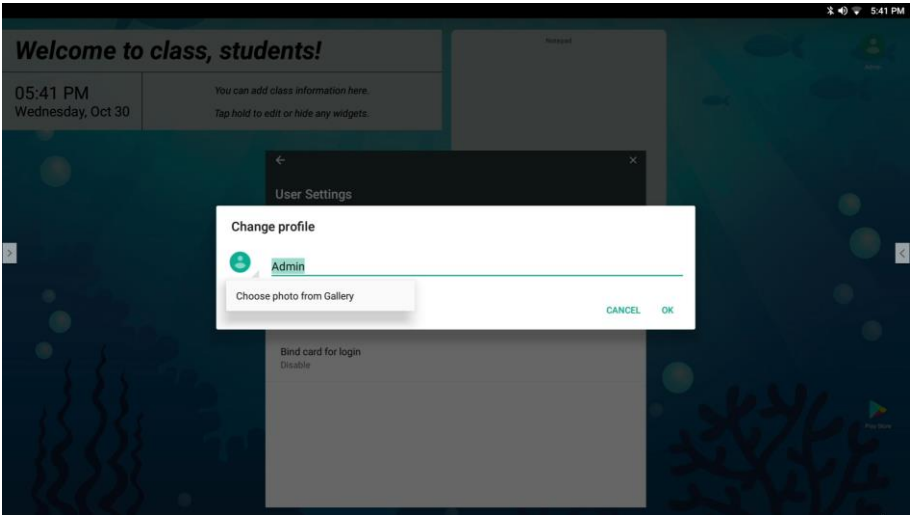 5:41 PM
Welcome to class, students!
05:41 PM
Wednesday, Oct 30
You can add class information here.
Tap hold to edit or hide any widgets.
Notepad
Admin
User Settings
Change profile
Admin
Choose photo from Gallery
CANCEL OK
Bind card for login
Disable
Play Store